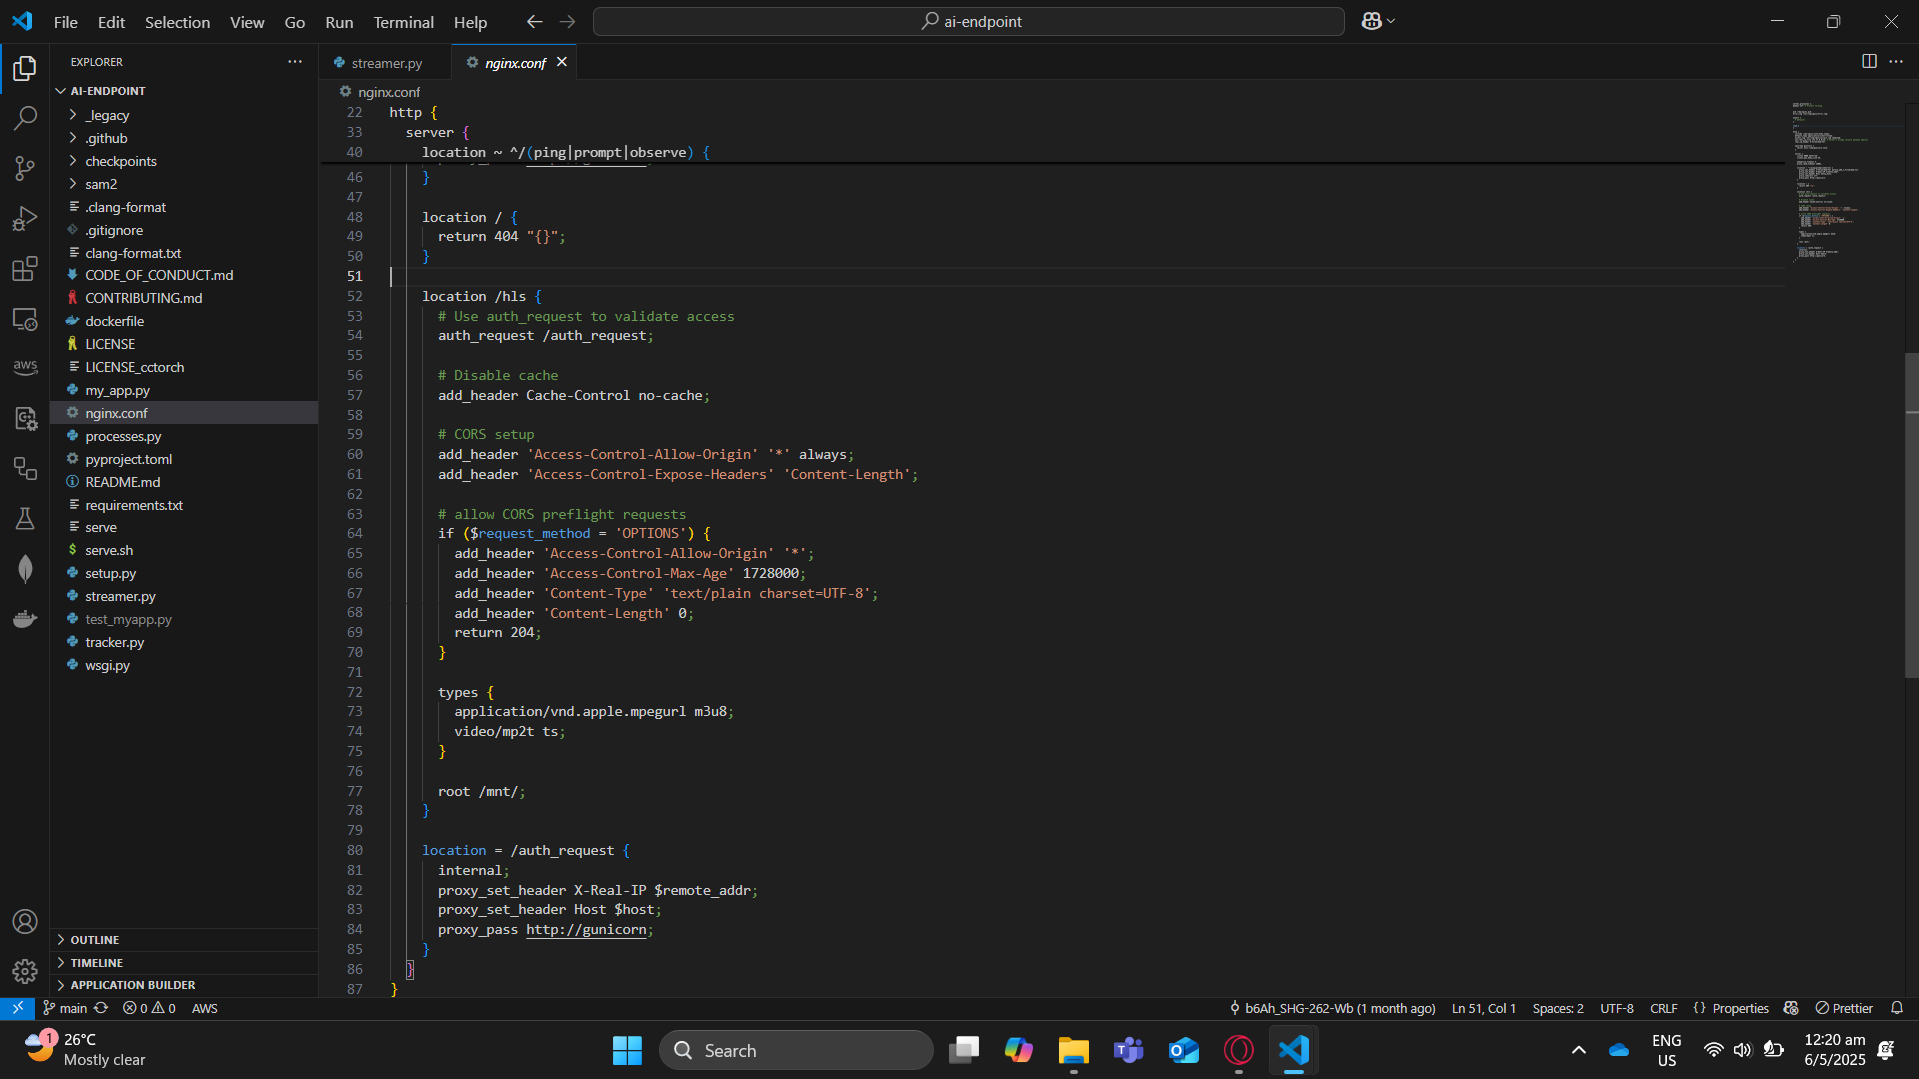 File Edit Selection View Go Run Terminal Help
ai-endpoint
EXPLORER
AI-ENDPOINT
_legacy
.github
checkpoints
sam2
.clang-format
.gitignore
clang-format.txt
CODE_OF_CONDUCT.md
CONTRIBUTING.md
dockerfile
LICENSE
LICENSE_cctorch
my_app.py
nginx.conf
processes.py
pyproject.toml
README.md
requirements.txt
serve
serve.sh
setup.py
streamer.py
test_myapp.py
tracker.py
wsgi.py
OUTLINE
TIMELINE
APPLICATION BUILDER
aws
streamer.py
nginx.conf
nginx.conf
22 http {
33 server {
40 location ~ ^/(ping|prompt|observe) {
46 }
47
48 location / {
49 return 404 "{}";
50 }
51
52 location /hls {
53 # Use auth_request to validate access
54 auth_request /auth_request;
55
56 # Disable cache
57 add_header Cache-Control no-cache;
58
59 # CORS setup
60 add_header 'Access-Control-Allow-Origin' '*' always;
61 add_header 'Access-Control-Expose-Headers' 'Content-Length';
62
63 # allow CORS preflight requests
64 if ($request_method = 'OPTIONS') {
65 add_header 'Access-Control-Allow-Origin' '*';
66 add_header 'Access-Control-Max-Age' 1728000;
67 add_header 'Content-Type' 'text/plain charset=UTF-8';
68 add_header 'Content-Length' 0;
69 return 204;
70 }
71
72 types {
73 application/vnd.apple.mpegurl m3u8;
74 video/mp2t ts;
75 }
76
77 root /mnt/;
78 }
79
80 location = /auth_request {
81 internal;
82 proxy_set_header X-Real-IP $remote_addr;
83 proxy_set_header Host $host;
84 proxy_pass http://gunicorn;
85 }
86 }
87 }
main 0 0 AWS
b6Ah_SHG-262-Wb (1 month ago) Ln 51, Col 1 Spaces: 2 UTF-8 CRLF {} Properties Prettier
1
26°C
Mostly clear
Search
ENG
US
12:20 am
6/5/2025